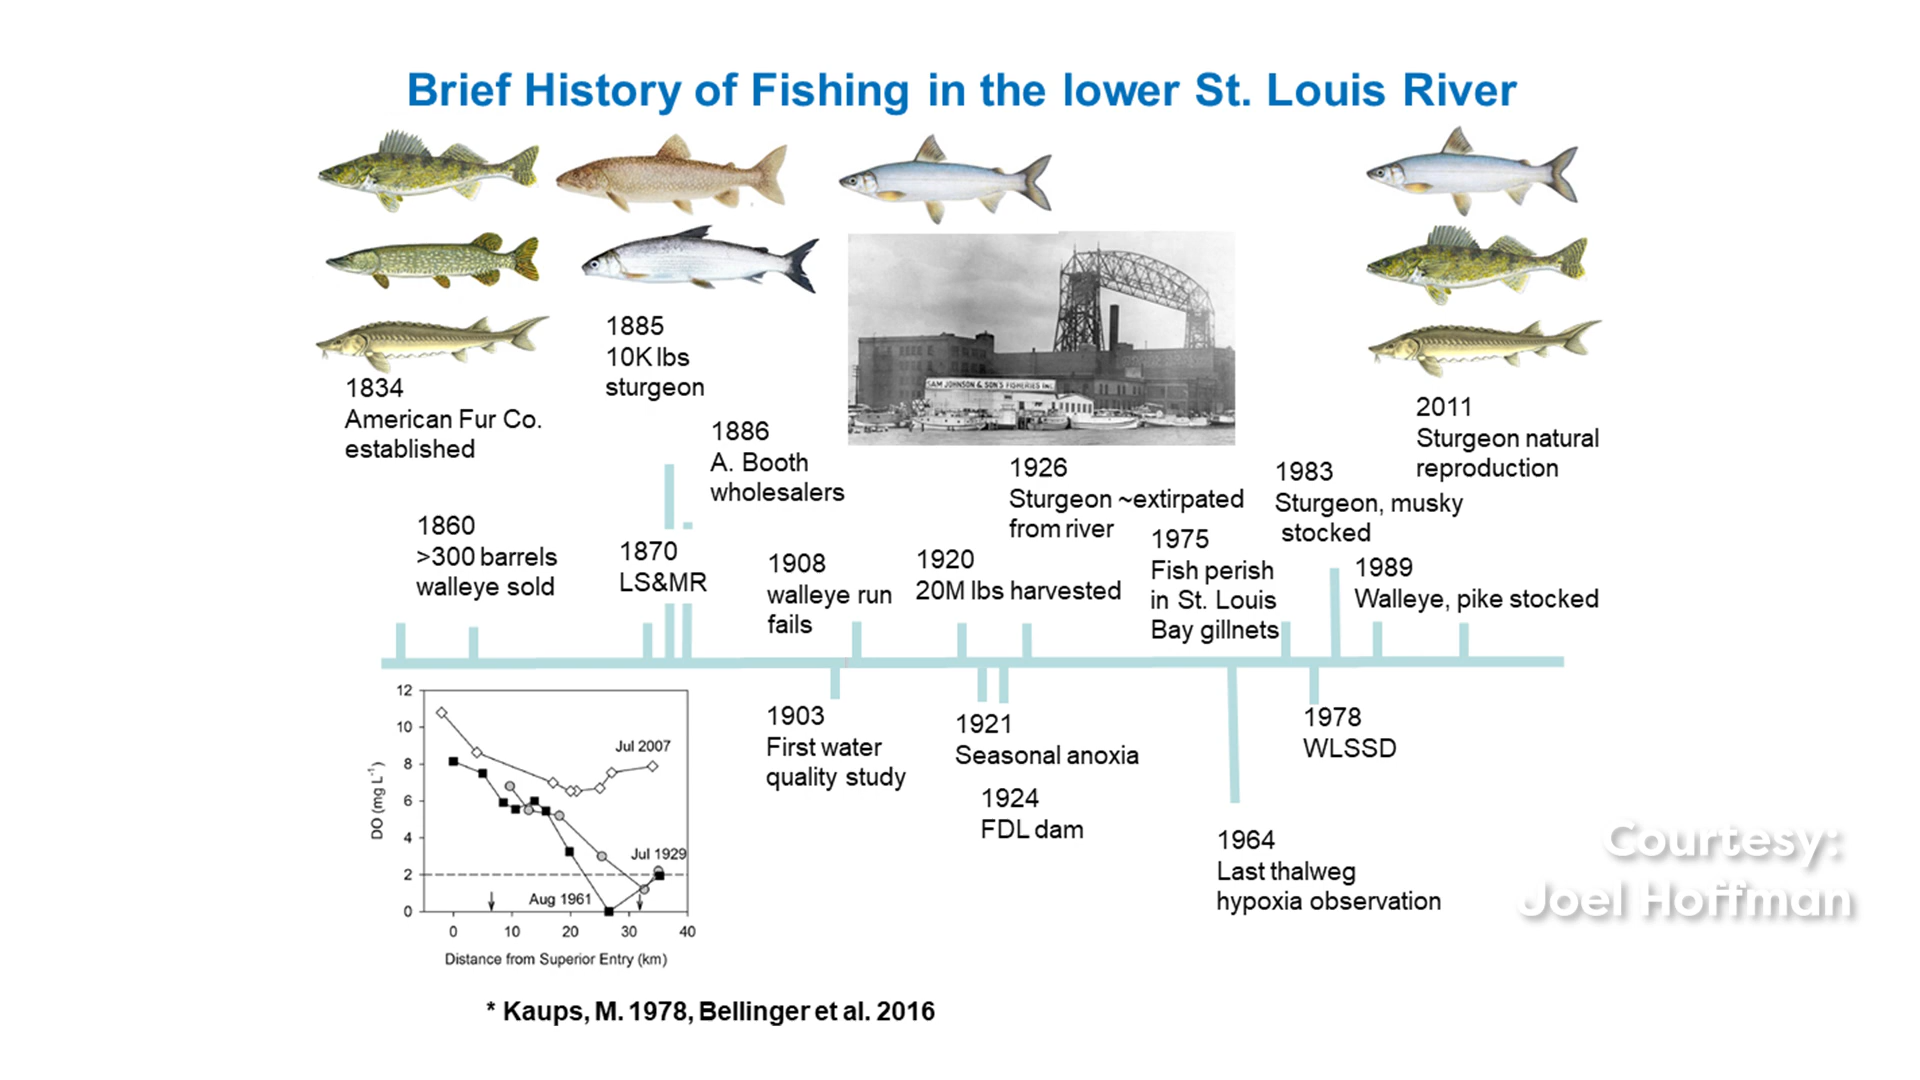 Brief History of Fishing in the lower St. Louis River
1834
American Fur Co.
established
1885
10K lbs
sturgeon
1886
A. Booth
wholesalers
SAM JOHNSON & SON'S FISHERIES INC.
1860
>300 barrels
walleye sold
1870
LS&MR
1908
walleye run
fails
1920
20M lbs harvested
1926
Sturgeon ~extirpated
from river
1975
Fish perish
in St. Louis
Bay gillnets
1983
Sturgeon, musky
stocked
2011
Sturgeon natural
reproduction
1989
Walleye, pike stocked
1903
First water
quality study
1921
Seasonal anoxia
1924
FDL dam
1964
Last thalweg
hypoxia observation
1978
WLSSD
DO (mg L-1)
12
10
8
6
4
2
0
Jul 2007
Jul 1929
Aug 1961
0 10 20 30 40
Distance from Superior Entry (km)
* Kaups, M. 1978, Bellinger et al. 2016
Courtesy:
Joel Hoffman